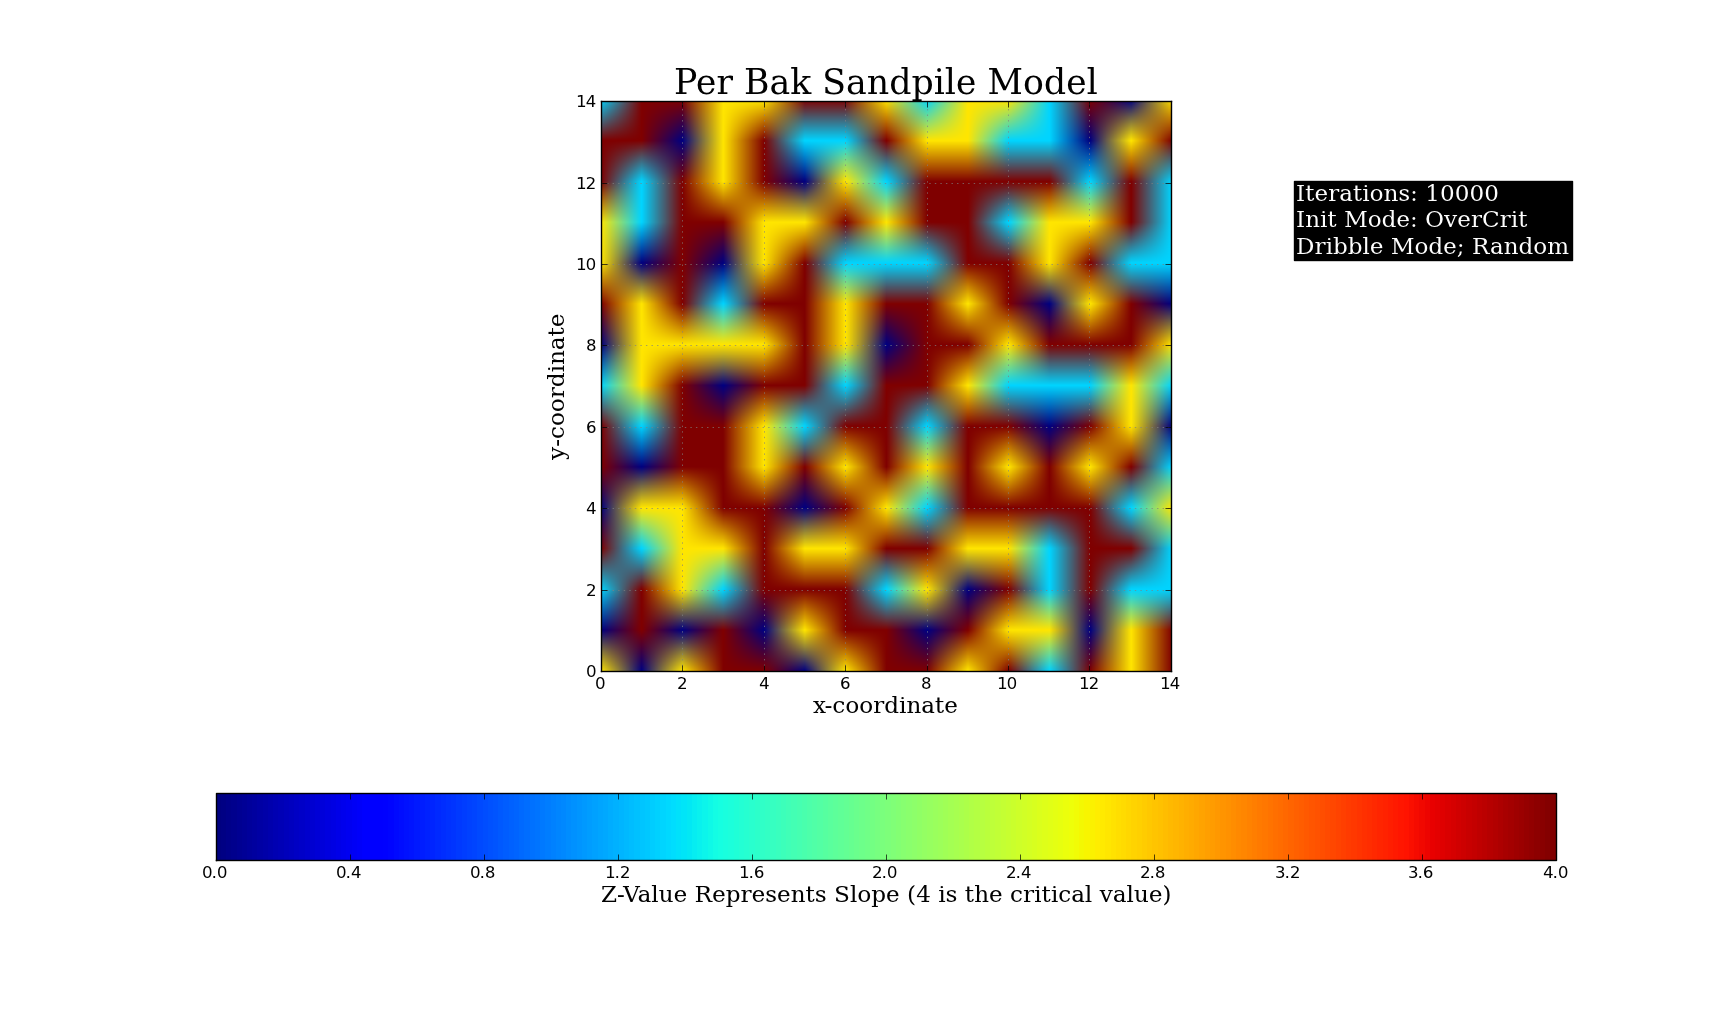 Per Bak Sandpile Model
14
12
10
8
6
4
2
0
y-coordinate
0 2 4 6 8 10 12 14
x-coordinate
Iterations: 10000
Init Mode: OverCrit
Dribble Mode; Random
0.0 0.4 0.8 1.2 1.6 2.0 2.4 2.8 3.2 3.6 4.0
Z-Value Represents Slope (4 is the critical value)